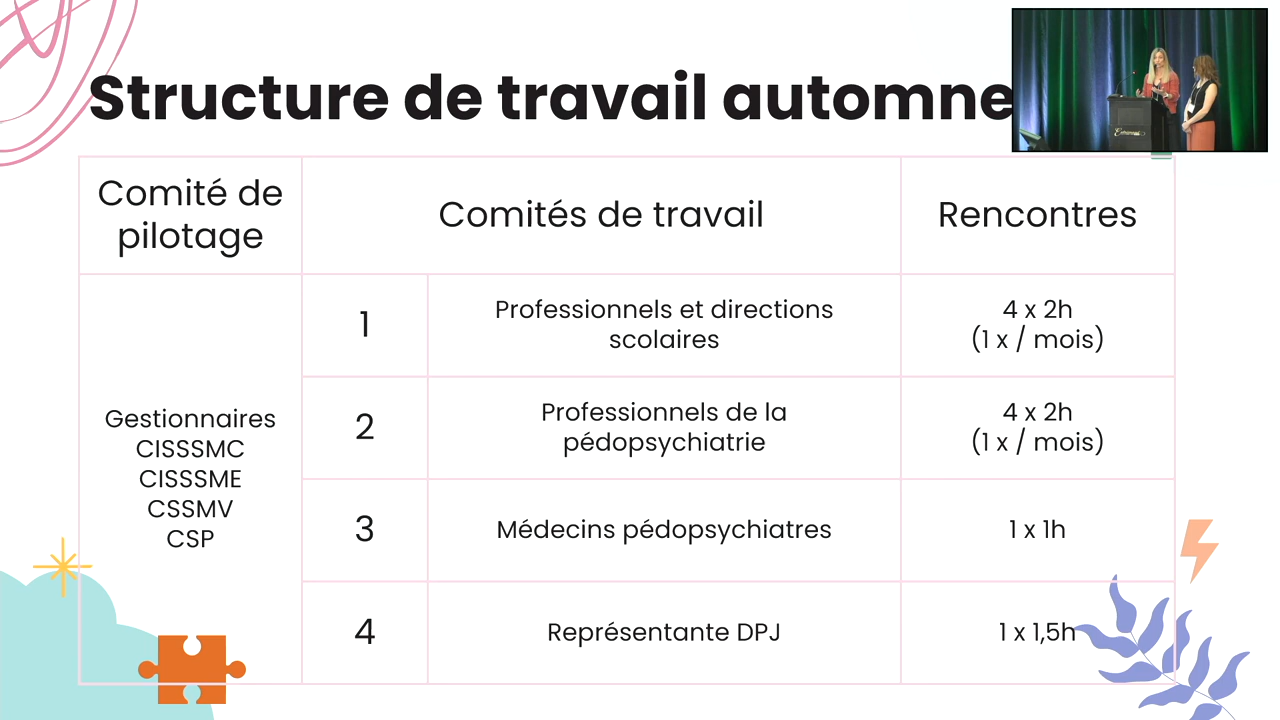 Structure de travail automne
Comité de
pilotage
Comités de travail
Rencontres
Gestionnaires
CISSSMC
CISSSME
CSSMV
CSP
1
Professionnels et directions
scolaires
4 x 2h
(1 x / mois)
2
Professionnels de la
pédopsychiatrie
4 x 2h
(1 x / mois)
3
Médecins pédopsychiatres
1 x 1h
4
Représentante DPJ
1 x 1,5h